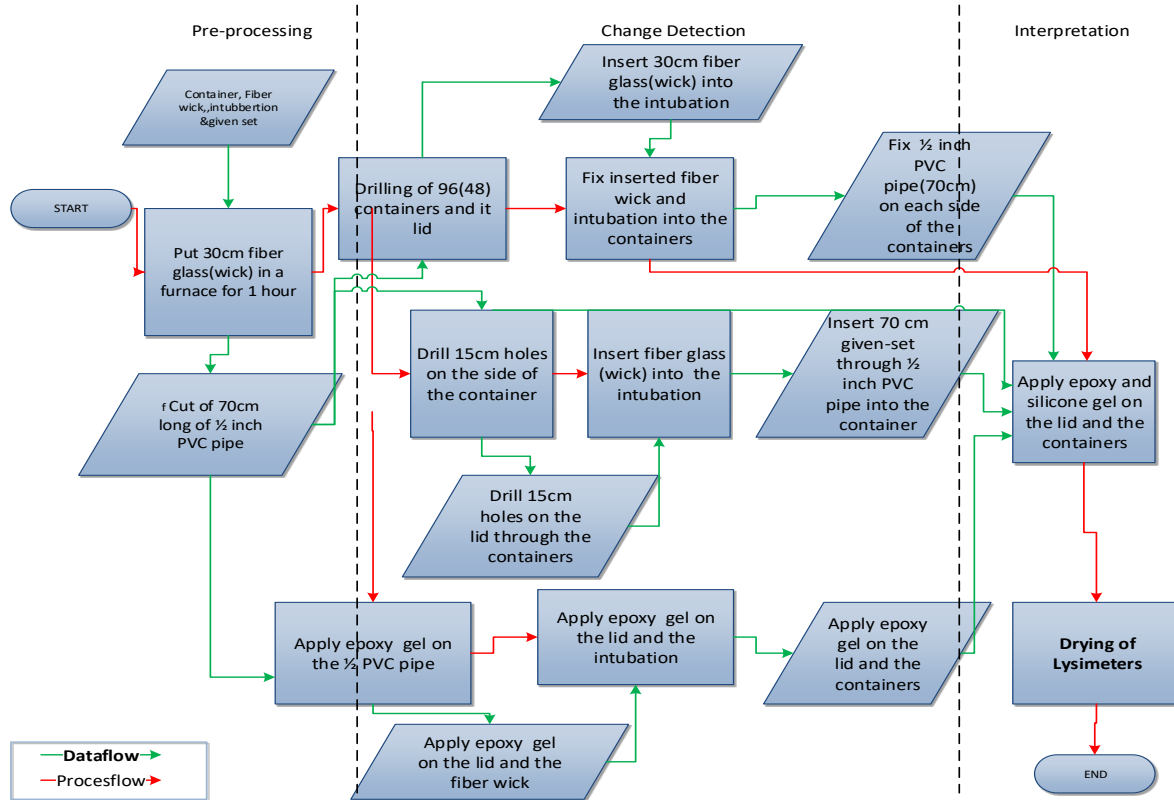 Pre-processing
Change Detection
Interpretation
Container, Fiber
wick,,intubbertion
&given set
Insert 30cm fiber
glass(wick) into
the intubation
START
Put 30cm fiber
glass(wick) in a
furnace for 1 hour
Drilling of 96(48)
containers and it
lid
Fix inserted fiber
wick and
intubation into the
containers
Fix ½ inch
PVC
pipe(70cm)
on each side
of the
containers
f Cut of 70cm
long of ½ inch
PVC pipe
Drill 15cm holes
on the side of
the container
Insert fiber glass
(wick) into the
intubation
Insert 70 cm
given-set
through ½
inch PVC
pipe into the
container
Apply epoxy and
silicone gel on
the lid and the
containers
Drill 15cm
holes on the
lid through the
containers
Apply epoxy gel on
the ½ PVC pipe
Apply epoxy gel on
the lid and the
intubation
Apply epoxy
gel on the
lid and the
containers
Drying of
Lysimeters
Apply epoxy gel
on the lid and the
fiber wick
Dataflow
Procesflow
END